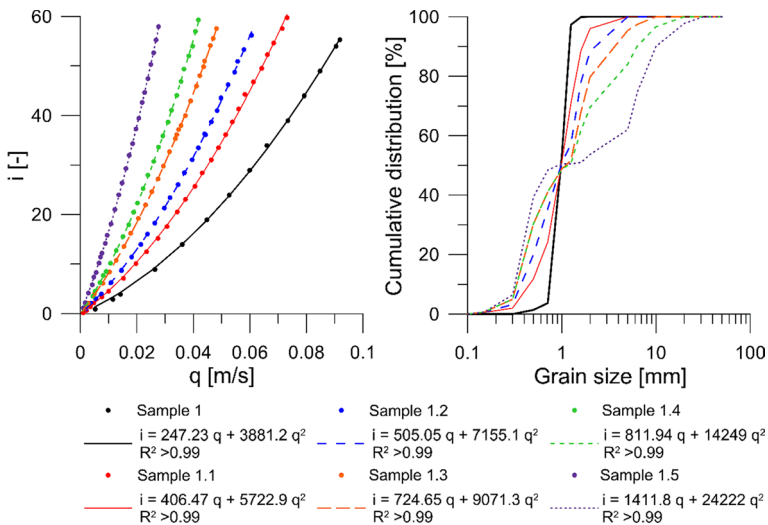 60
40
20
0
i [-]
0
0.02
0.04
0.06
0.08
0.1
q [m/s]
100
80
60
40
20
0
Cumulative distribution [%]
0.1
1
10
100
Grain size [mm]
Sample 1
i = 247.23 q + 3881.2 q²
R² >0.99
Sample 1.1
i = 406.47 q + 5722.9 q²
R² >0.99
Sample 1.2
i = 505.05 q + 7155.1 q²
R² >0.99
Sample 1.3
i = 724.65 q + 9071.3 q²
R² >0.99
Sample 1.4
i = 811.94 q + 14249 q²
R² >0.99
Sample 1.5
i = 1411.8 q + 24222 q²
R² >0.99